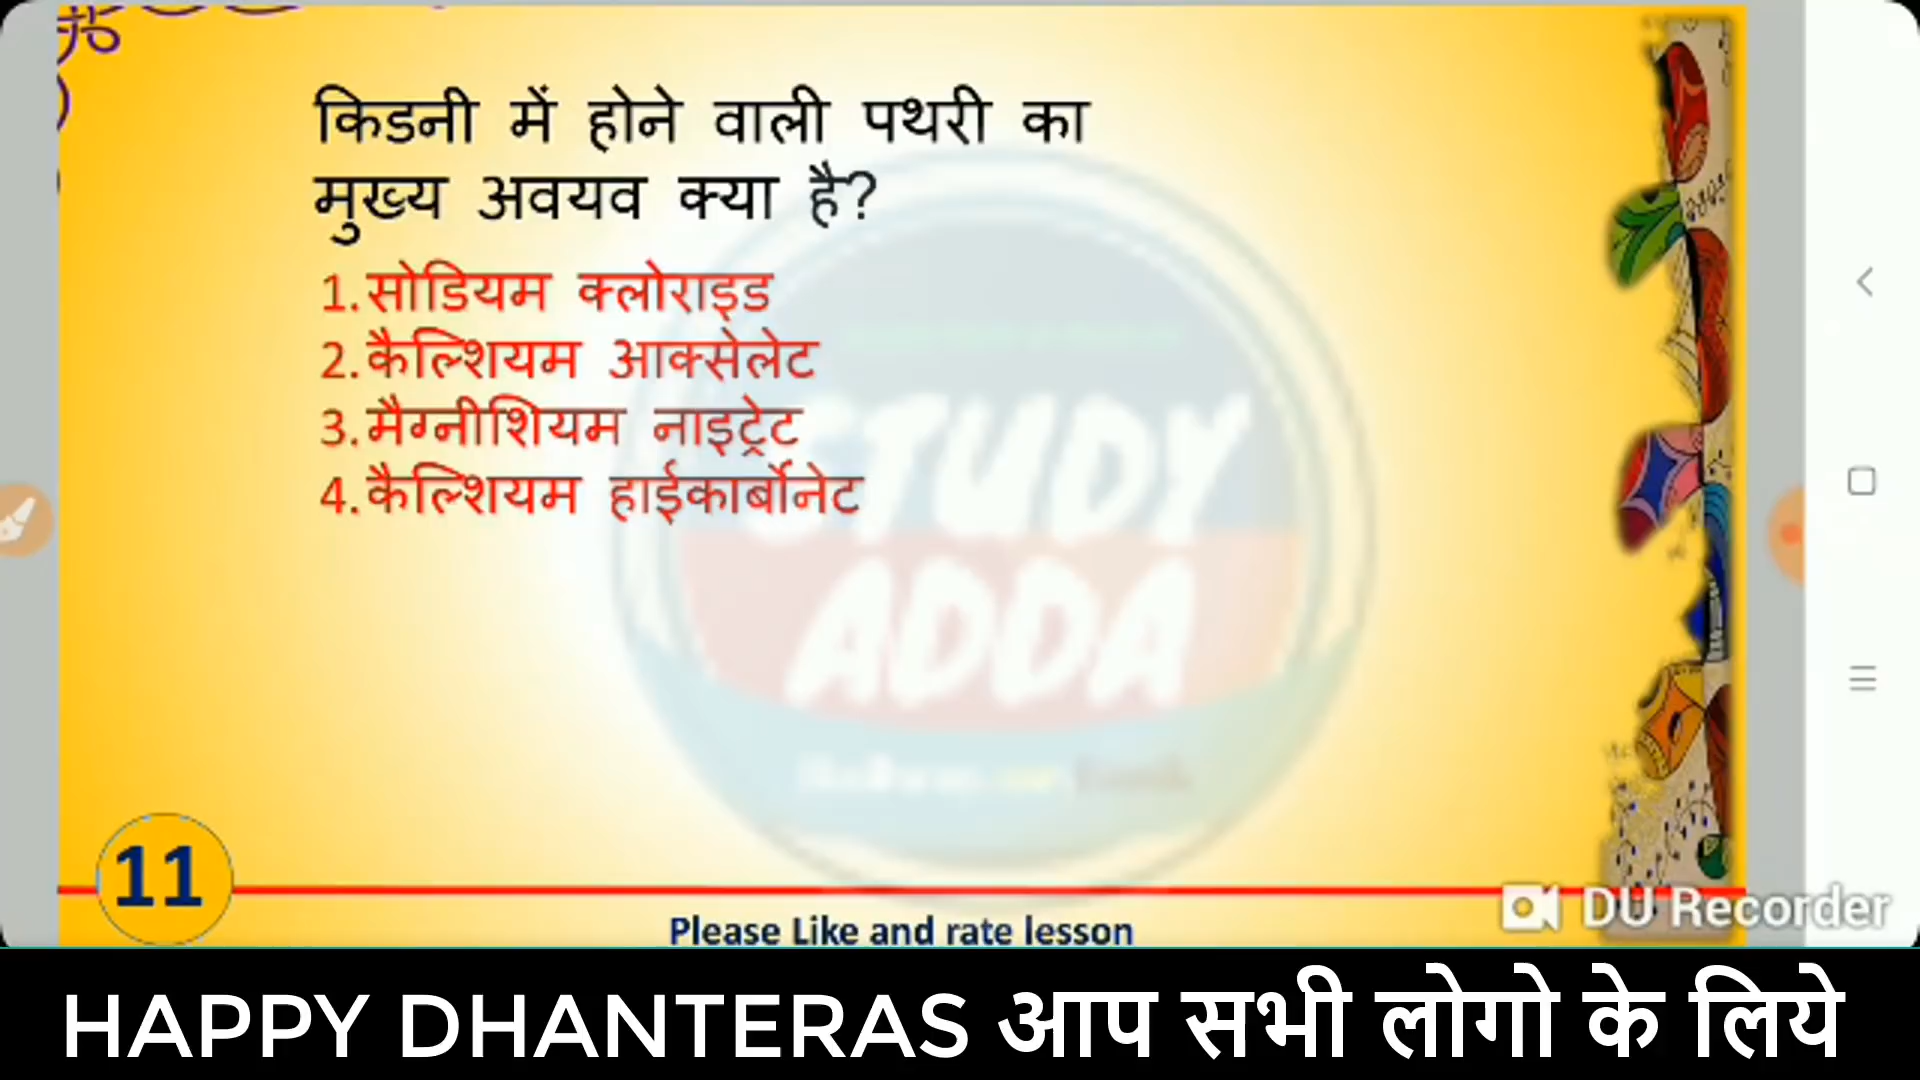 किडनी में होने वाली पथरी का
मुख्य अवयव क्या है?
1.सोडियम क्लोराइड
2.कैल्शियम आक्सेलेट
3.मैग्नीशियम नाइट्रेट
4.कैल्शियम हाईकार्बोनेट
STUDY
ADDA
11
DU Recorder
Please Like and rate lesson
HAPPY DHANTERAS आप सभी लोगो के लिये